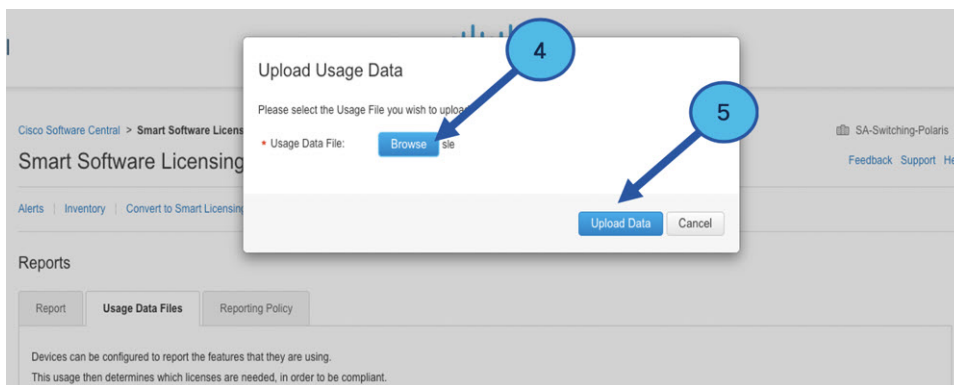 4
Upload Usage Data
Please select the Usage File you wish to upload
5
Cisco Software Central > Smart Software Licens
SA-Switching-Polaris
* Usage Data File: Browse sle
Smart Software Licensing
Feedback Support He
Alerts | Inventory | Convert to Smart Licensing
Upload Data Cancel
Reports
Report Usage Data Files Reporting Policy
Devices can be configured to report the features that they are using.
This usage then determines which licenses are needed, in order to be compliant.